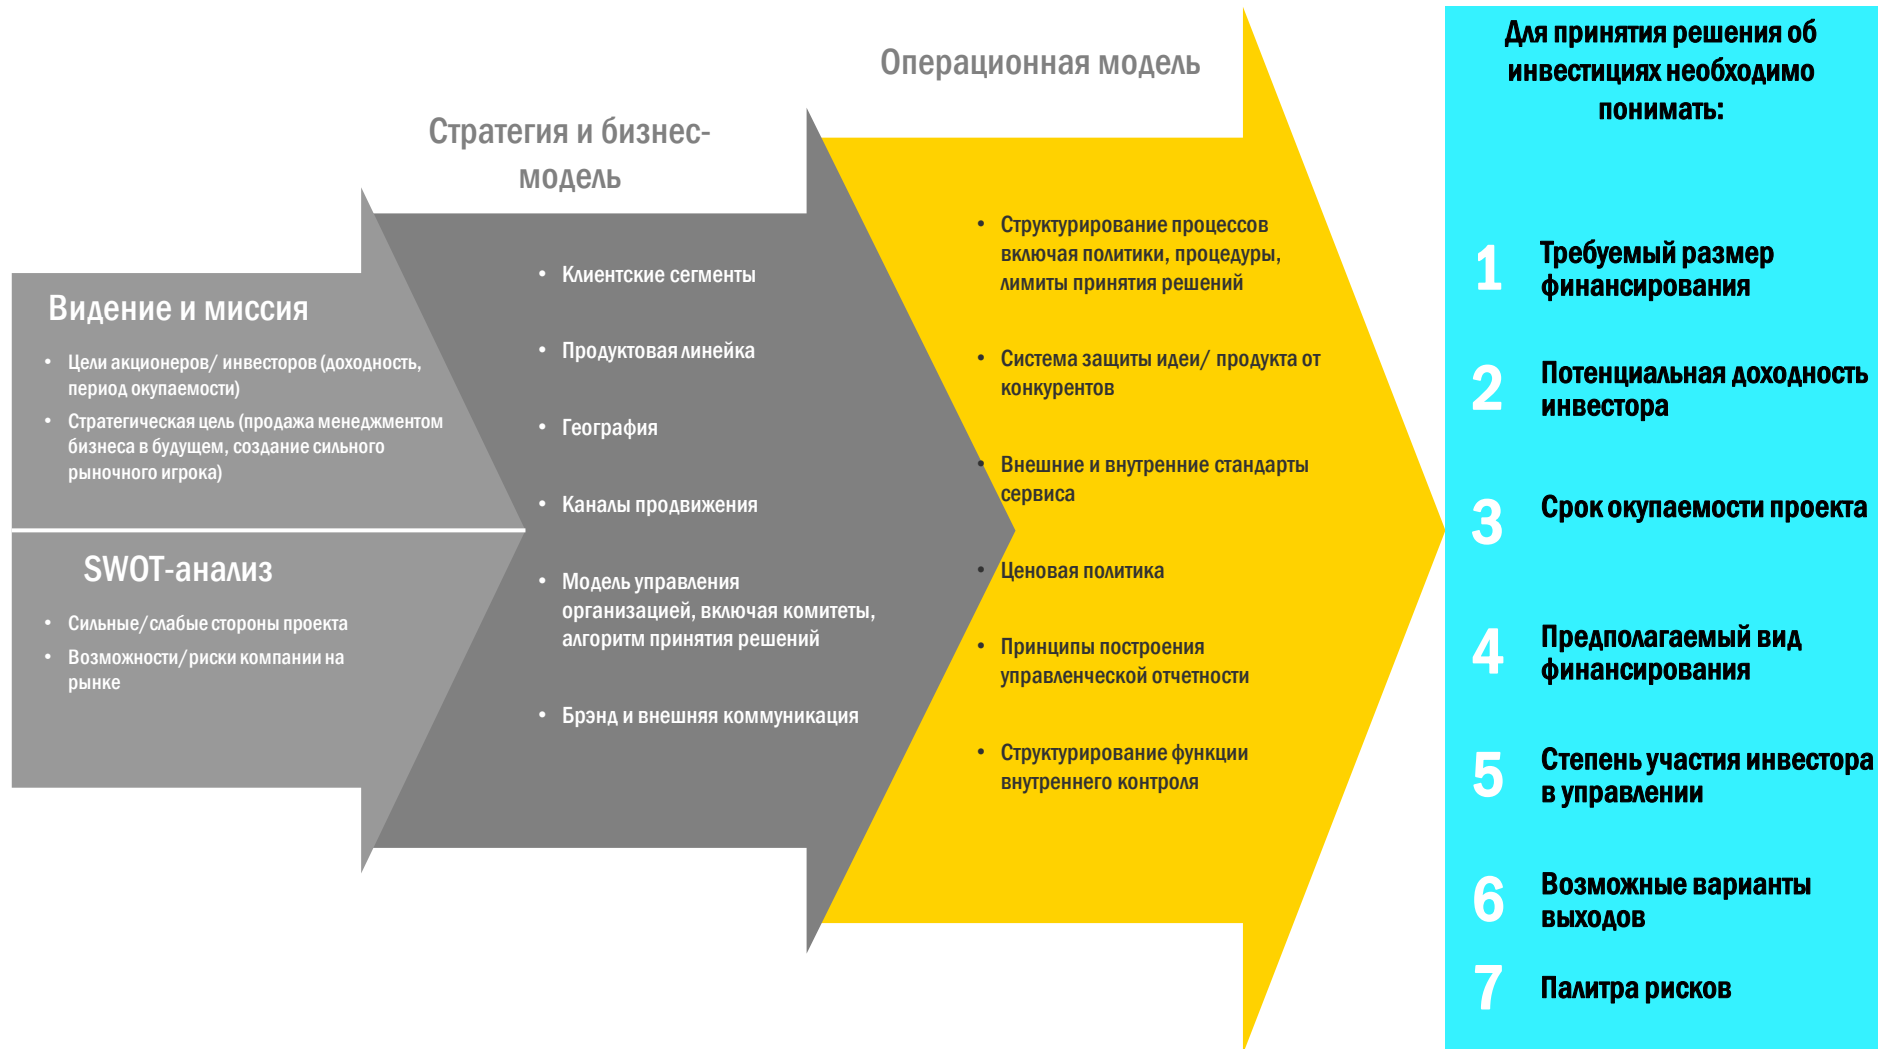 Видение и миссия
• Цели акционеров/ инвесторов (доходность,
период окупаемости)
• Стратегическая цель (продажа менеджментом
бизнеса в будущем, создание сильного
рыночного игрока)
SWOT-анализ
• Сильные/слабые стороны проекта
• Возможности/риски компании на
рынке
Стратегия и бизнес-
модель
• Клиентские сегменты
• Продуктовая линейка
• География
• Каналы продвижения
• Модель управления
организацией, включая комитеты,
алгоритм принятия решений
• Брэнд и внешняя коммуникация
Операционная модель
• Структурирование процессов
включая политики, процедуры,
лимиты принятия решений
• Система защиты идеи/ продукта от
конкурентов
• Внешние и внутренние стандарты
сервиса
• Ценовая политика
• Принципы построения
управленческой отчетности
• Структурирование функции
внутреннего контроля
Для принятия решения об
инвестициях необходимо
понимать:
1 Требуемый размер
финансирования
2 Потенциальная доходность
инвестора
3 Срок окупаемости проекта
4 Предполагаемый вид
финансирования
5 Степень участия инвестора
в управлении
6 Возможные варианты
выходов
7 Палитра рисков